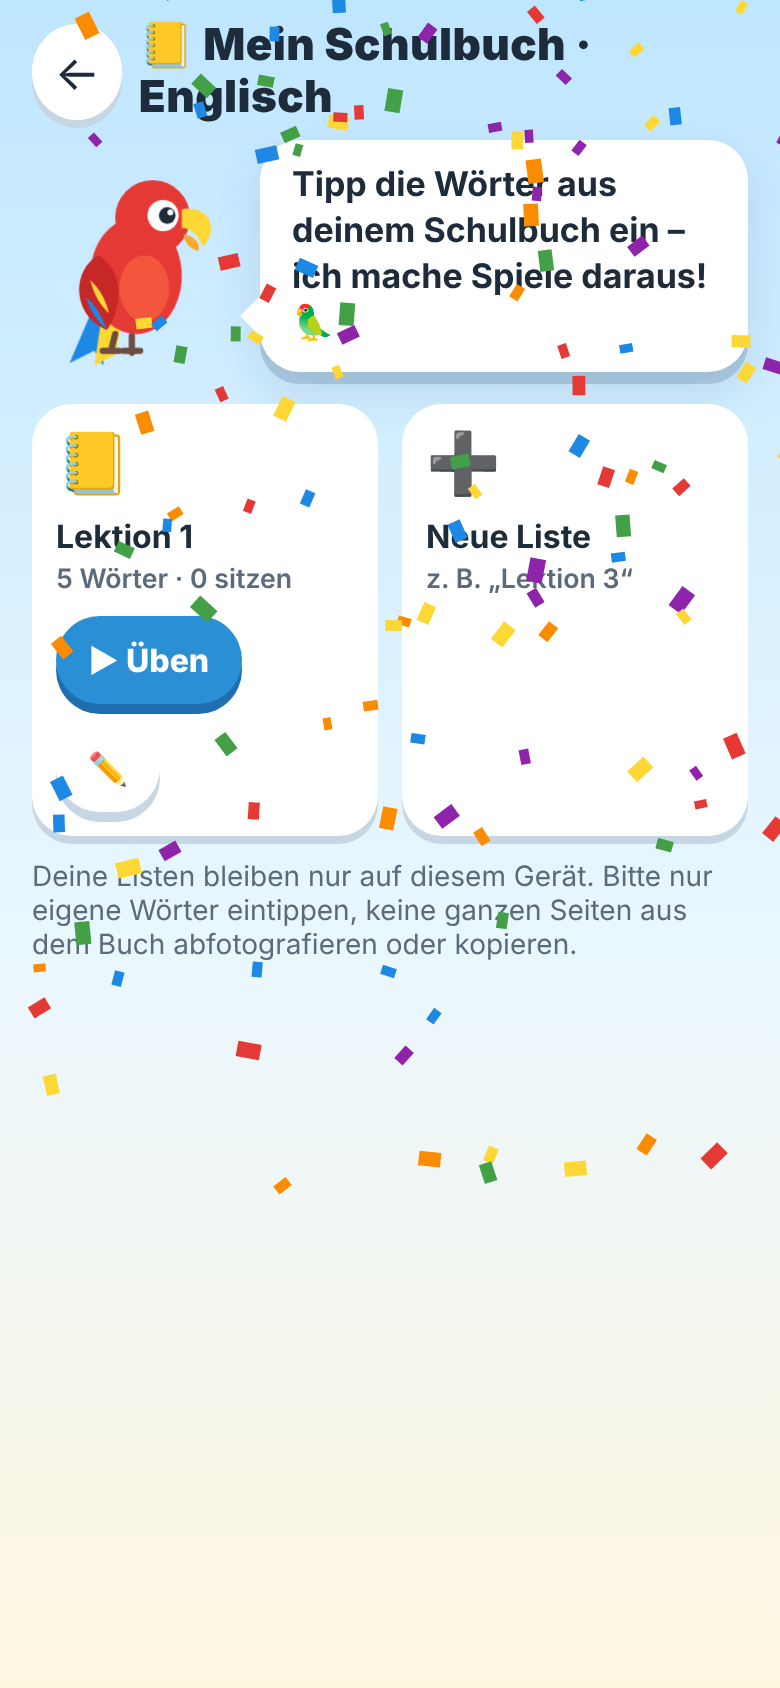 📒 Mein Schulbuch ·
Englisch
Tipp die Wörter aus
deinem Schulbuch ein –
ich mache Spiele daraus!
🦜
Lektion 1
5 Wörter · 0 sitzen
▶ Üben
Neue Liste
z. B. „Lektion 3“
Deine Listen bleiben nur auf diesem Gerät. Bitte nur
eigene Wörter eintippen, keine ganzen Seiten aus
dem Buch abfotografieren oder kopieren.